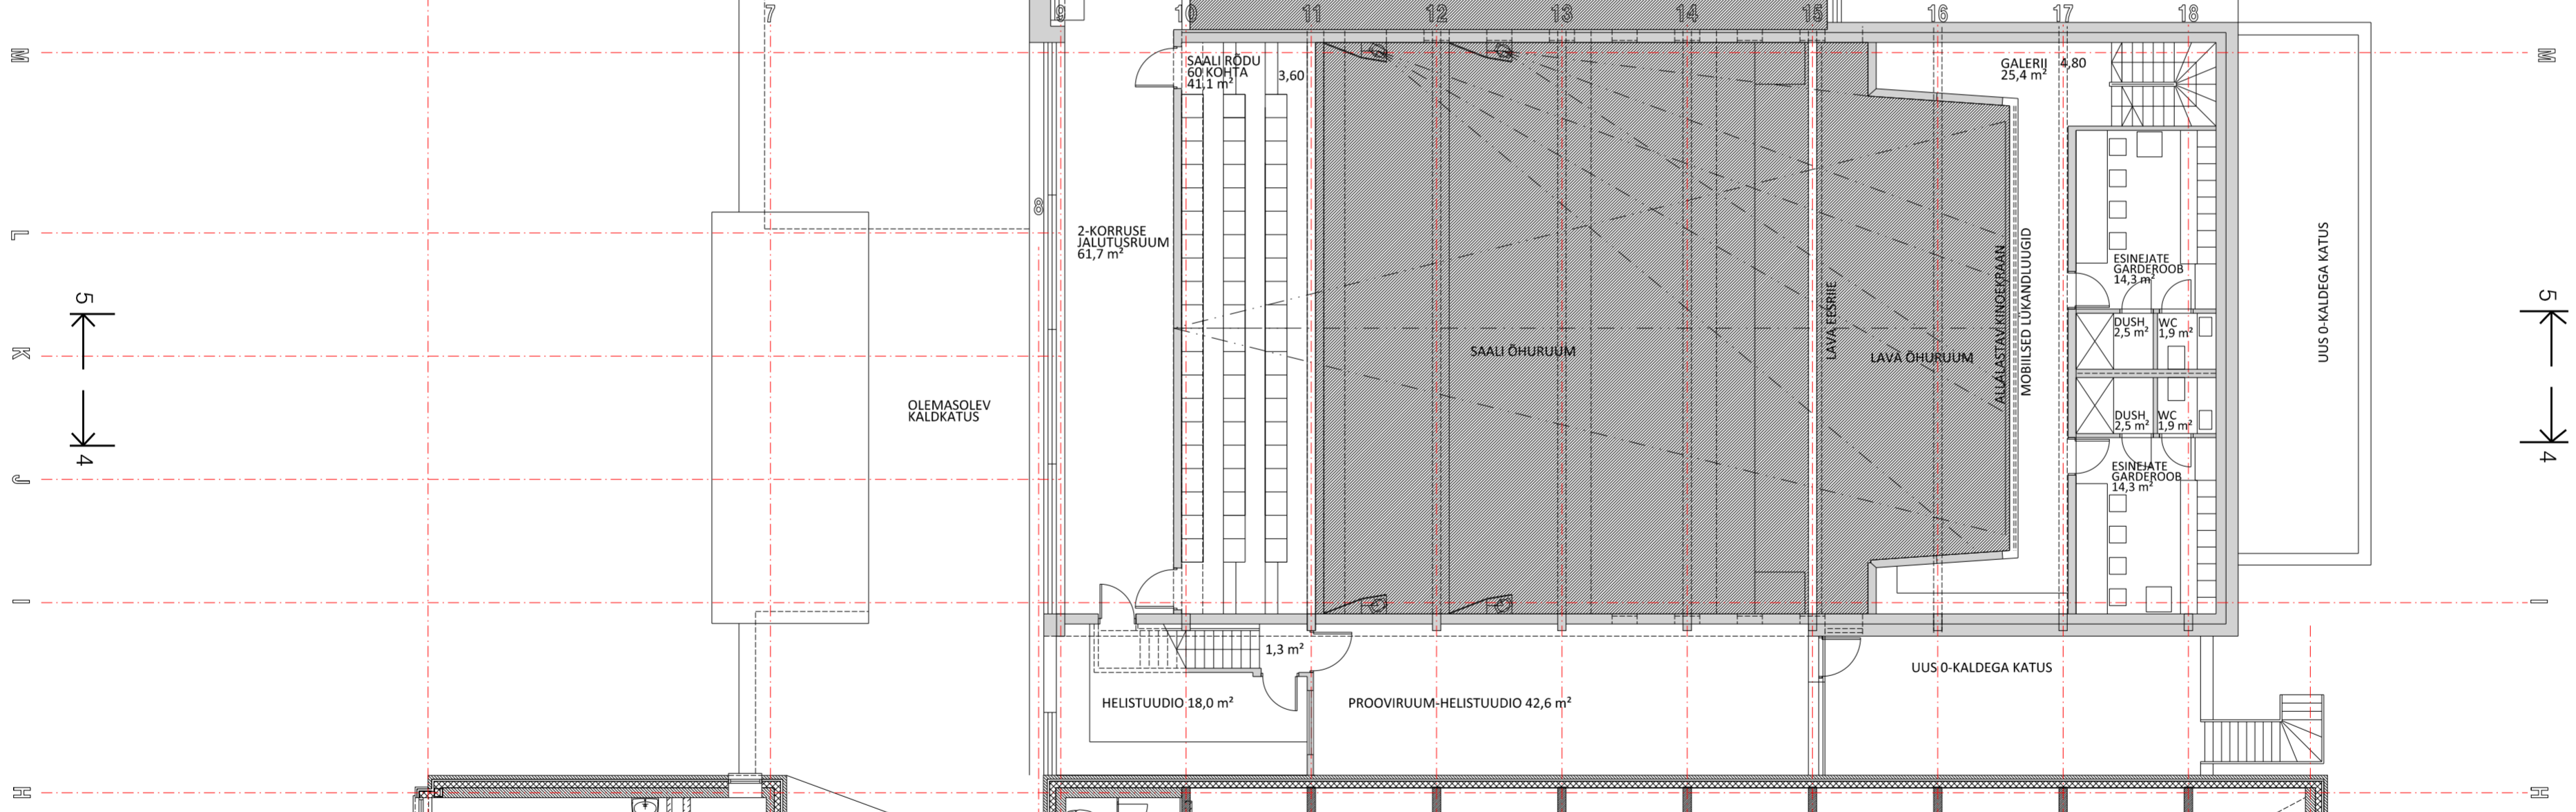 7
9
10
11
12
13
14
15
16
17
18
M
M
SAALI RÕDU
60 KOHTA
41,1 m²
3,60
GALERII 4,80
25,4 m²
8
L
2-KORRUSE
JALUTUSRUUM
61,7 m²
ESINEJATE
GARDEROOB
14,3 m²
UUS 0-KALDEGA KATUS
5
5
LAVA EESRIIE
ALLALASTAV KINOEKRAAN
MOBIILSED LÜKANDLUUGID
DUSH
2,5 m²
WC
1,9 m²
K
SAALI ÕHURUUM
LAVA ÕHURUUM
OLEMASOLEV
KALDKATUS
DUSH
2,5 m²
WC
1,9 m²
4
4
J
ESINEJATE
GARDEROOB
14,3 m²
I
I
1,3 m²
UUS 0-KALDEGA KATUS
HELISTUUDIO 18,0 m²
PROOVIRUUM-HELISTUUDIO 42,6 m²
H
H